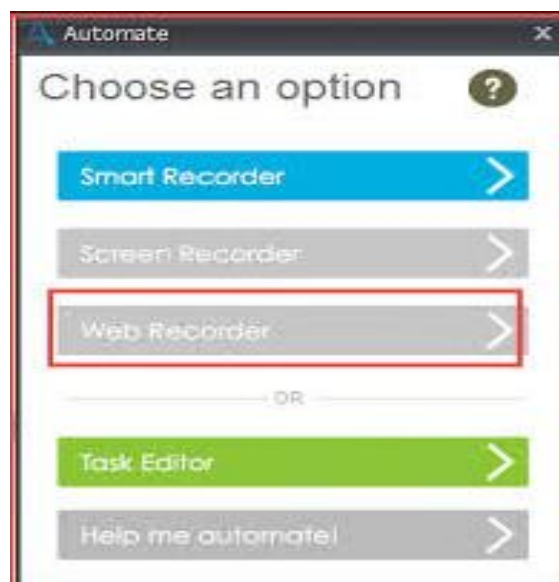 Automate
Choose an option ?
Smart Recorder
Screen Recorder
Web Recorder
OR
Task Editor
Help me automate!